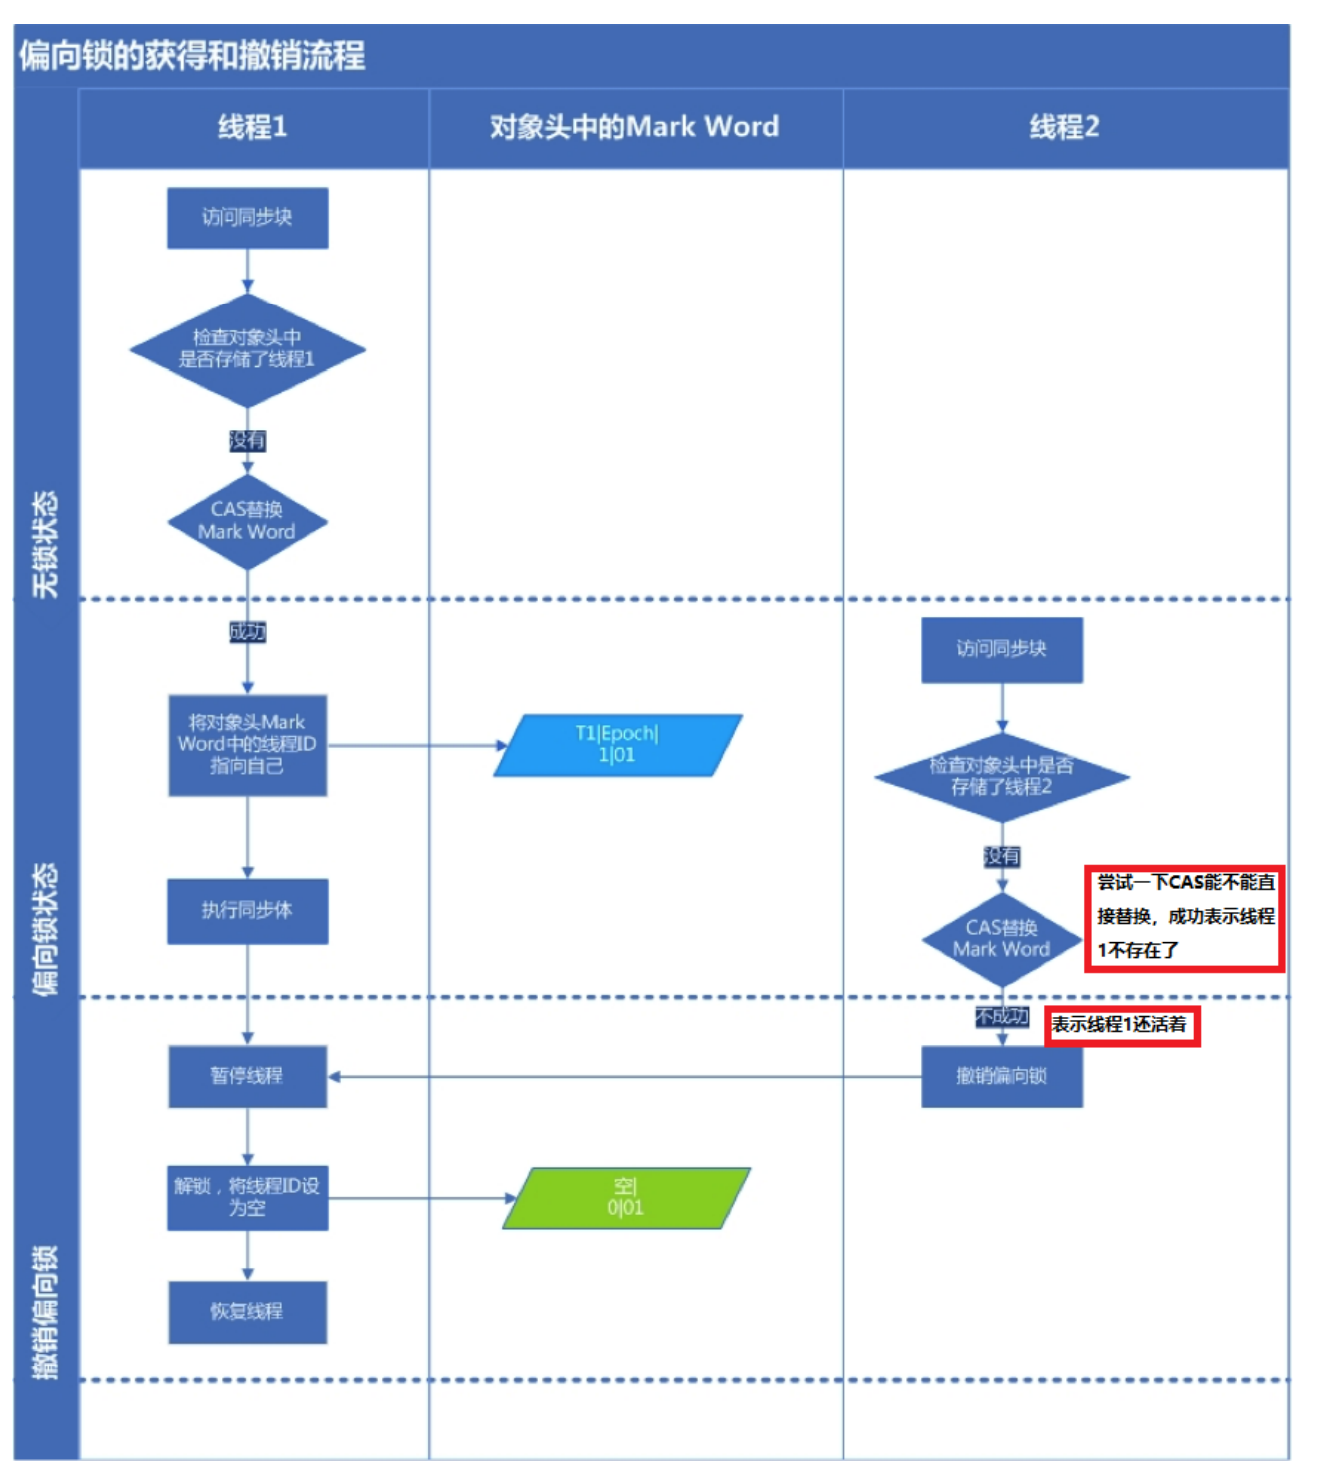 偏向锁的获得和撤销流程
线程1
对象头中的Mark Word
线程2
无锁状态
访问同步块
检查对象头中
是否存储了线程1
没有
CAS替换
Mark Word
偏向锁状态
成功
将对象头Mark
Word中的线程ID
指向自己
T1|Epoch|
1|01
执行同步体
访问同步块
检查对象头中是否
存储了线程2
没有
CAS替换
Mark Word
尝试一下CAS能不能直
接替换，成功表示线程
1不存在了
撤销偏向锁
不成功
表示线程1还活着
撤销偏向锁
暂停线程
解锁，将线程ID设
为空
空|
0|01
恢复线程